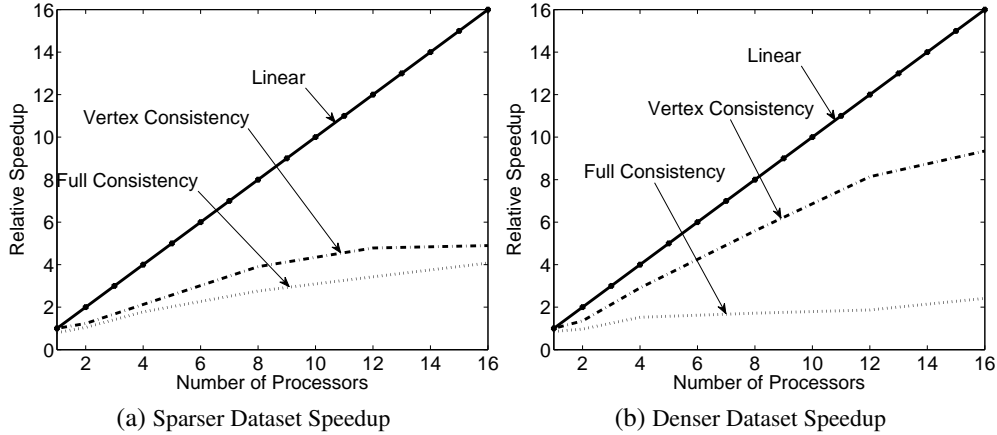 16
14
12
10
8
6
4
2
0
Relative Speedup
Linear
Vertex Consistency
Full Consistency
2 4 6 8 10 12 14 16
Number of Processors
(a) Sparser Dataset Speedup
16
14
12
10
8
6
4
2
0
Relative Speedup
Linear
Vertex Consistency
Full Consistency
2 4 6 8 10 12 14 16
Number of Processors
(b) Denser Dataset Speedup